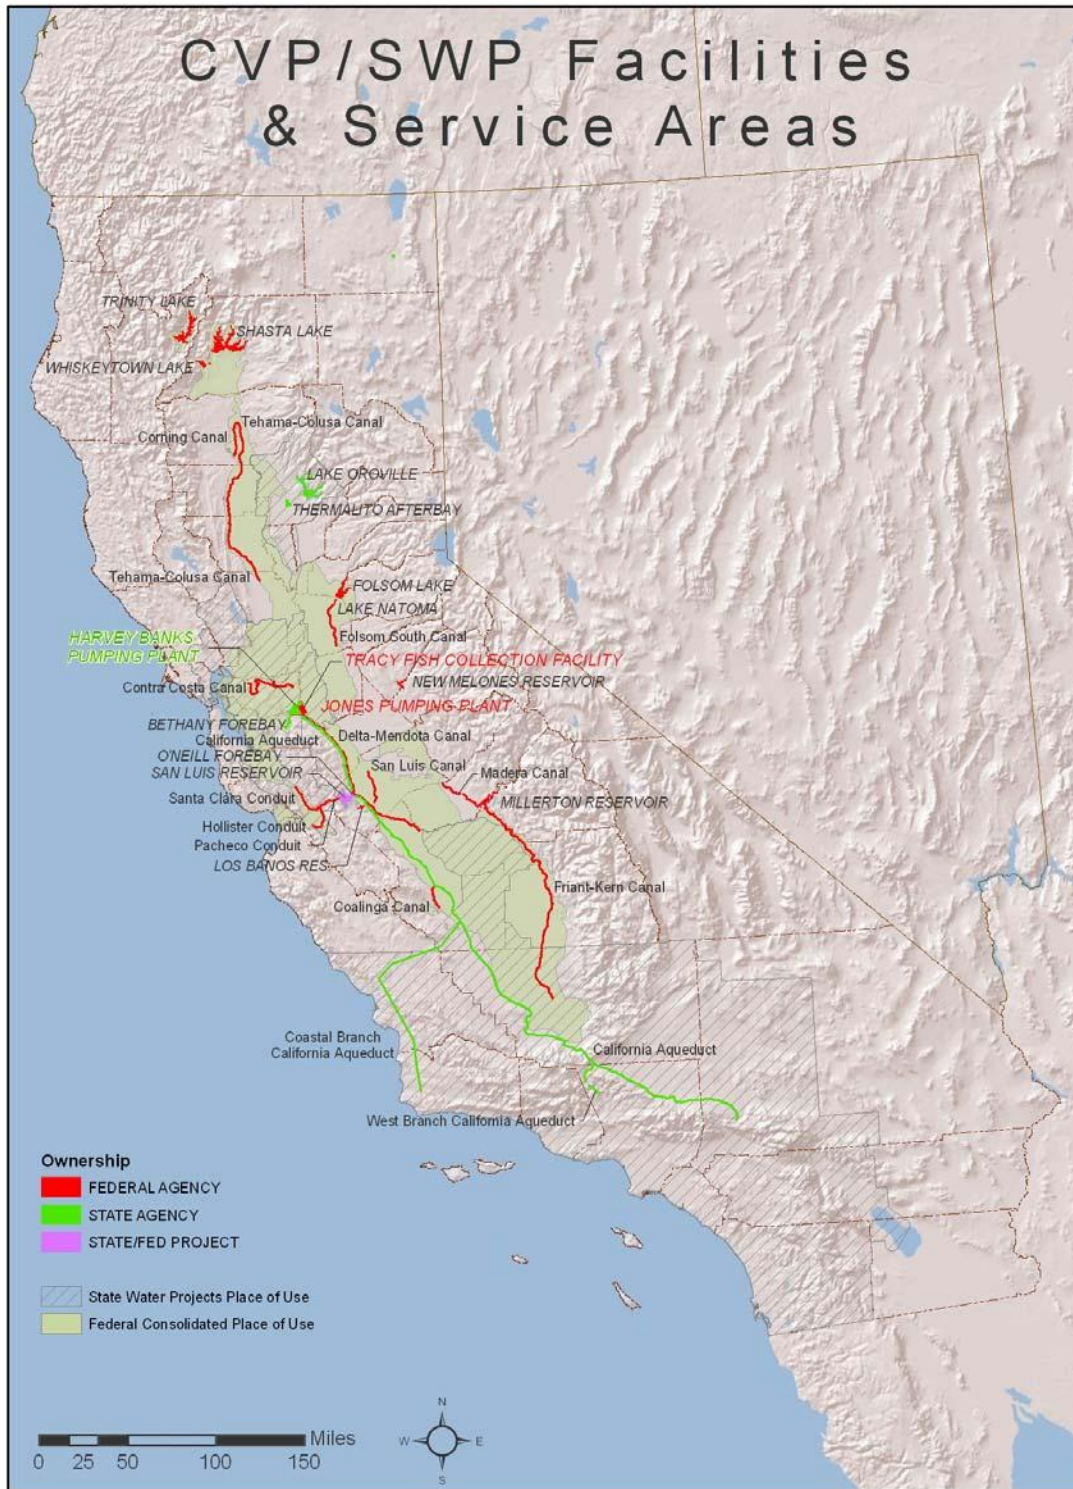 CVP/SWP Facilities
& Service Areas
TRINITY LAKE
SHASTA LAKE
WHISKEYTOWN LAKE
Tehama-Colusa Canal
Corning Canal
LAKE OROVILLE
THERMALITO AFTERBAY
Tehama-Colusa Canal
FOLSOM LAKE
LAKE NATOMA
HARVEY BANKS
PUMPING PLANT
Folsom South Canal
TRACY FISH COLLECTION FACILITY
Contra Costa Canal
NEW MELONES RESERVOIR
JONES PUMPING PLANT
BETHANY FOREBAY
California Aqueduct
Delta-Mendota Canal
O'NEILL FOREBAY
SAN LUIS RESERVOIR
San Luis Canal
Madera Canal
Santa Clara Conduit
MILLERTON RESERVOIR
Hollister Conduit
Pacheco Conduit
LOS BANOS RES
Friant-Kern Canal
Coalinga Canal
Coastal Branch
California Aqueduct
California Aqueduct
West Branch California Aqueduct
Ownership
FEDERAL AGENCY
STATE AGENCY
STATE/FED PROJECT
State Water Projects Place of Use
Federal Consolidated Place of Use
N
W E
S
Miles
0 25 50 100 150